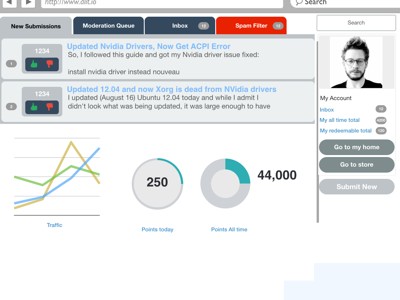 http://www.diit.io
Search
New Submissions
Moderation Queue
Inbox
Spam Filter
Search
1234
Updated Nvidia Drivers, Now Get ACPI Error
So, I followed this guide and got my Nvidia driver issue fixed:
install nvidia driver instead nouveau
1
1234
Updated 12.04 and now Xorg is dead from NVidia drivers
I updated (August 16) Ubuntu 12.04 today and while I admit I
didn't look what was being updated, it was large enough to have
2
My Account
Inbox
My all time total
My redeemable total
Go to my home
Go to store
Submit New
250
44,000
Traffic
Points today
Points All time